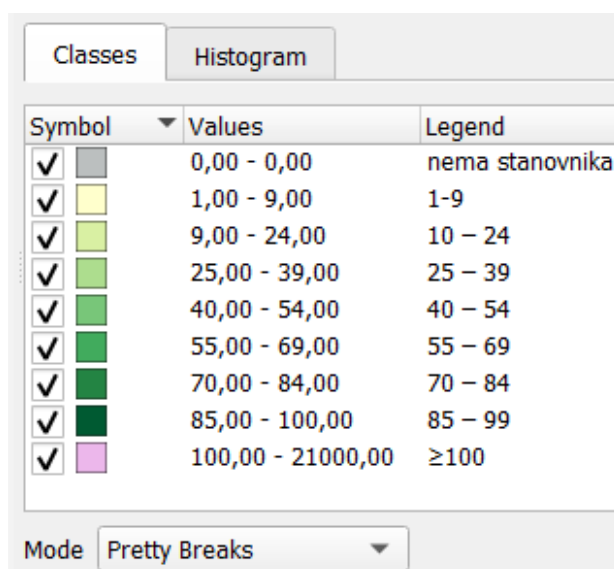 Classes Histogram
Symbol Values Legend
0,00 - 0,00 nema stanovnika
1,00 - 9,00 1-9
9,00 - 24,00 10 – 24
25,00 - 39,00 25 – 39
40,00 - 54,00 40 – 54
55,00 - 69,00 55 – 69
70,00 - 84,00 70 – 84
85,00 - 100,00 85 – 99
100,00 - 21000,00 ≥100
Mode Pretty Breaks